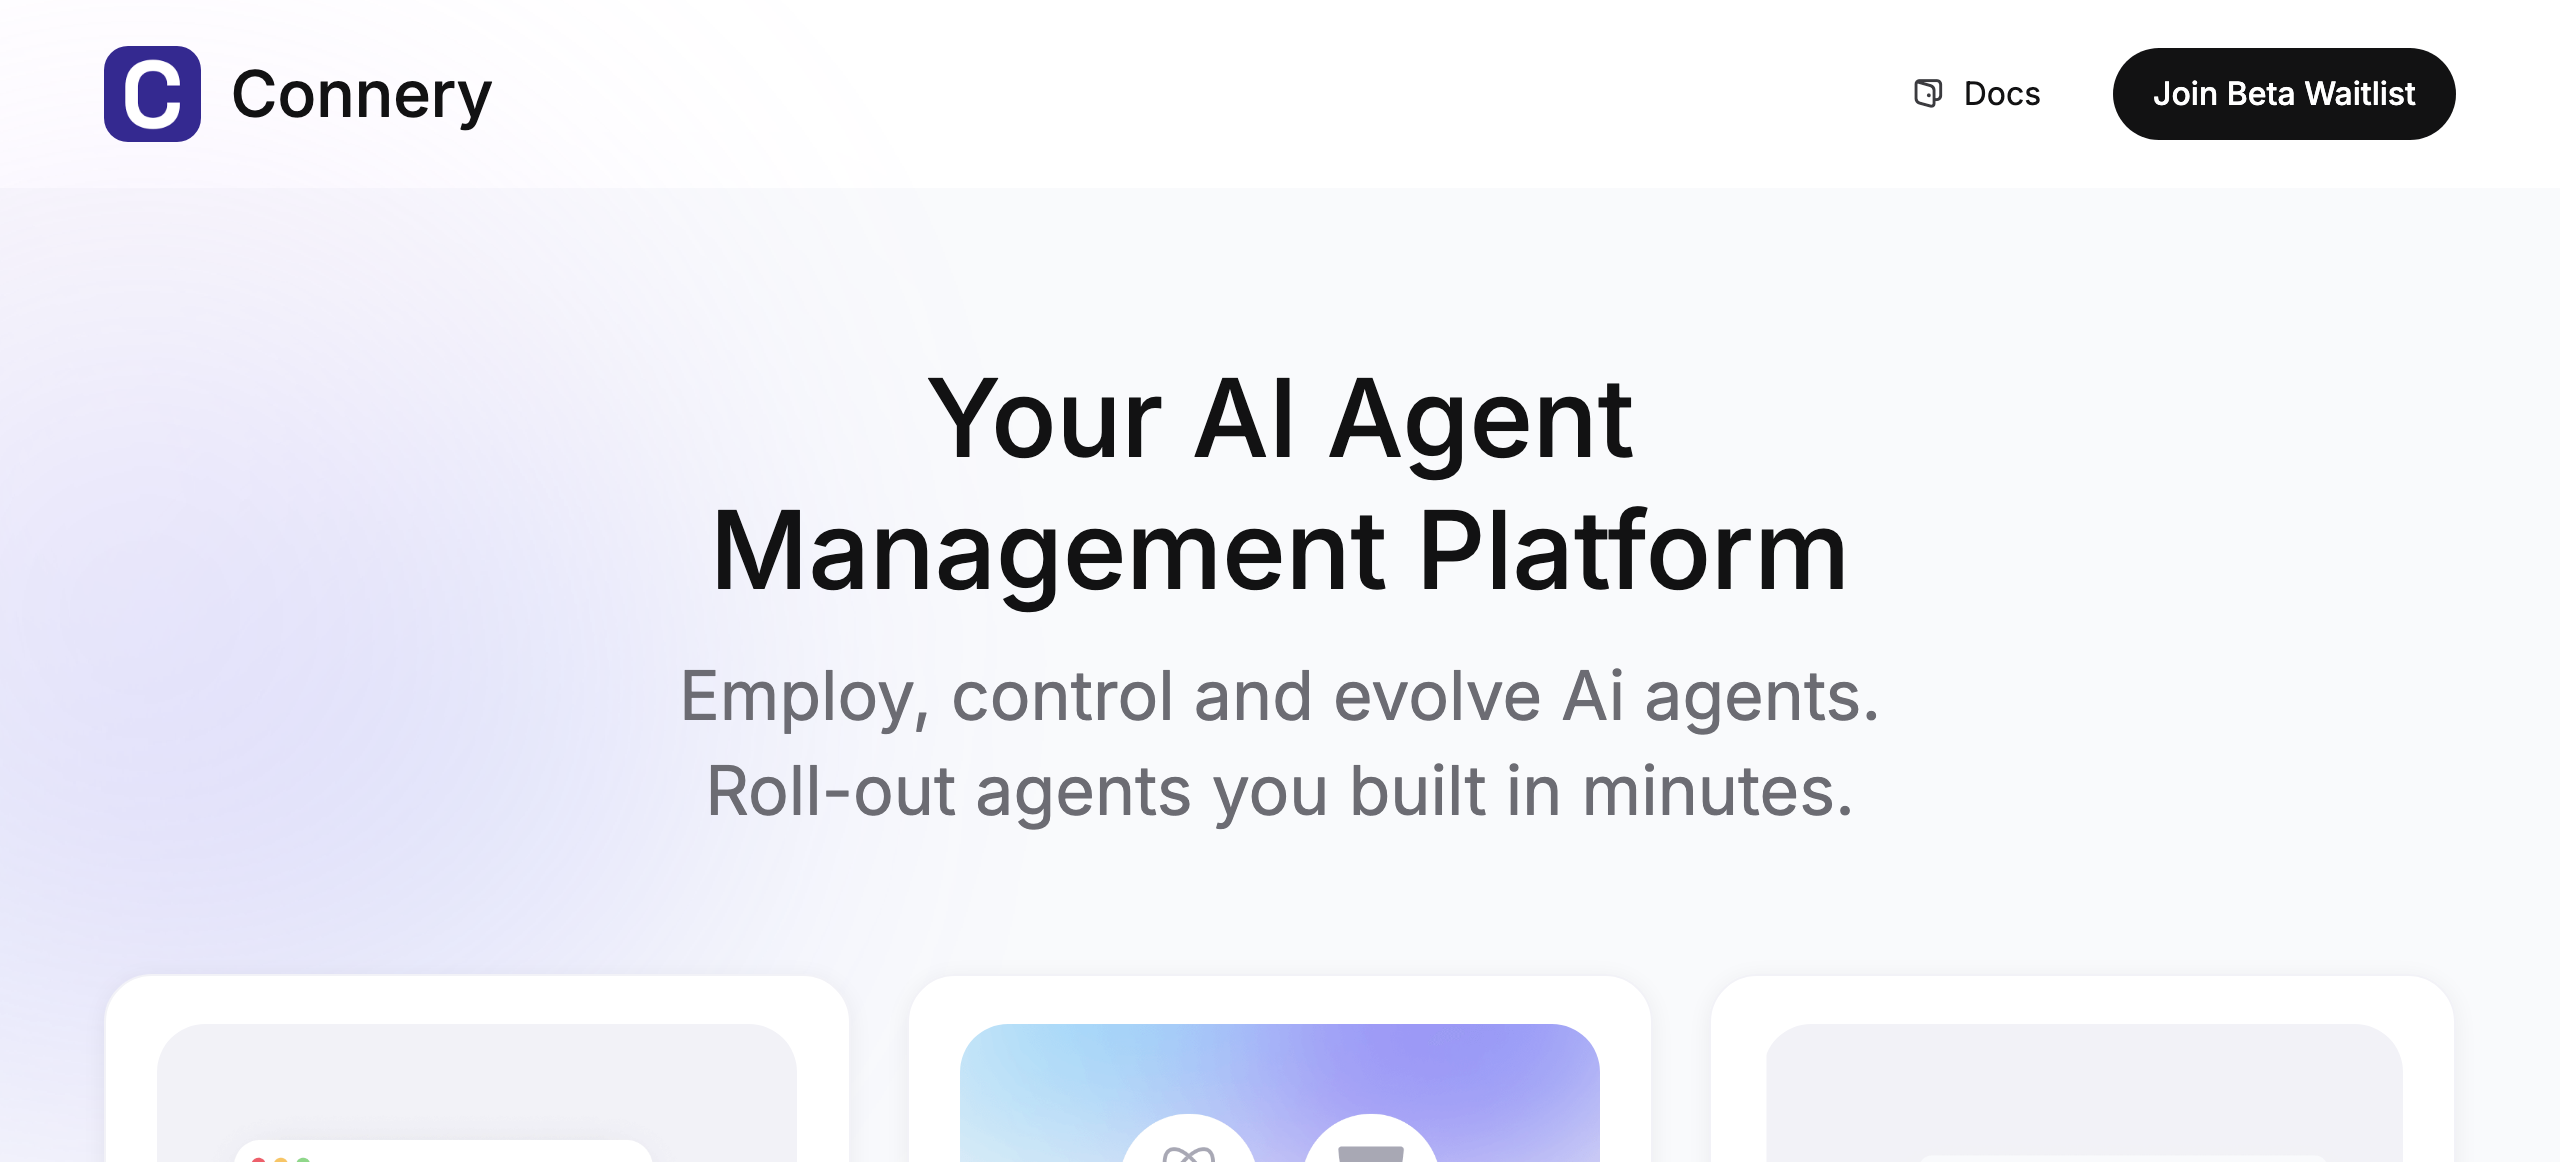 C Connery
Docs
Join Beta Waitlist
Your AI Agent
Management Platform
Employ, control and evolve Ai agents.
Roll-out agents you built in minutes.